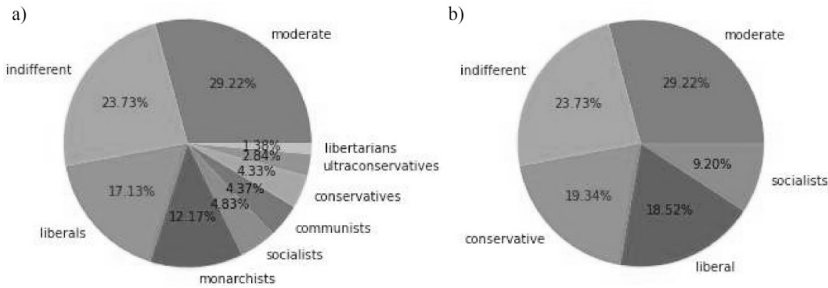 a)
moderate
29.22%
indifferent
23.73%
17.13%
liberals
12.17%
monarchists
4.83%
socialists
4.37%
communists
4.33%
conservatives
2.84%
ultraconservatives
1.38%
libertarians
b)
moderate
29.22%
indifferent
23.73%
19.34%
conservative
18.52%
liberal
9.20%
socialists